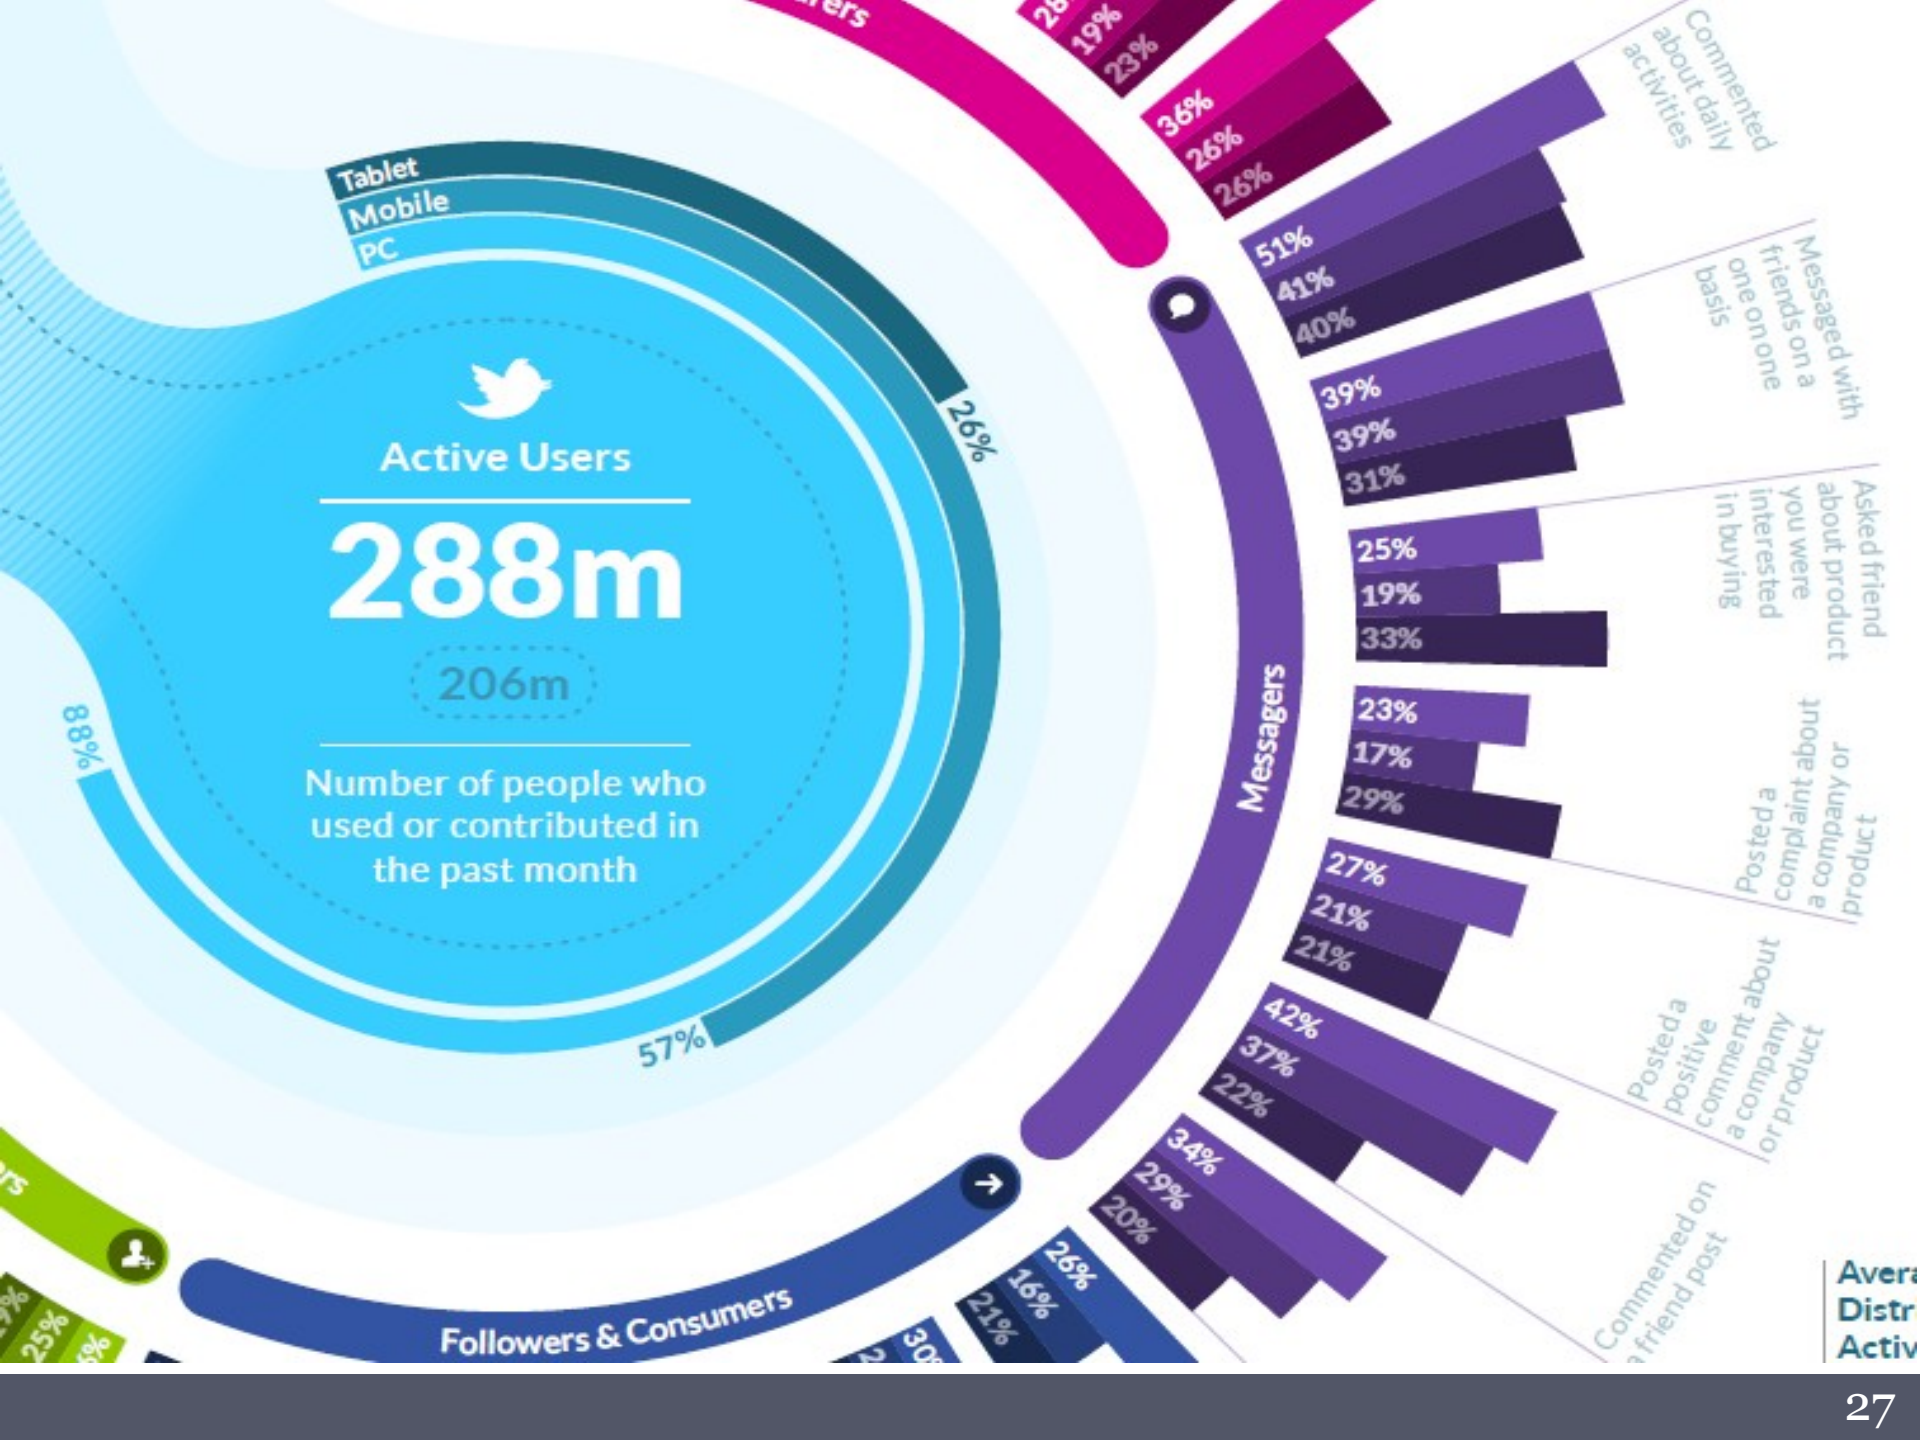 28
19%
23%
36%
26%
26%
Tablet
Mobile
PC
26%
57%
88%
Active Users
288m
206m
Number of people who
used or contributed in
the past month
Messagers
51%
41%
40%
Commented
about daily
activities
39%
39%
31%
Messaged with
friends on a
one on one
basis
25%
19%
33%
Asked friend
about product
you were
interested
in buying
23%
17%
29%
Posted a
complaint about
a company or
product
27%
21%
21%
Posted a
positive
comment about
a company
or product
42%
37%
22%
Commented on
a friend post
34%
29%
20%
Followers & Consumers
26%
16%
21%
30
2
25%
6%
27